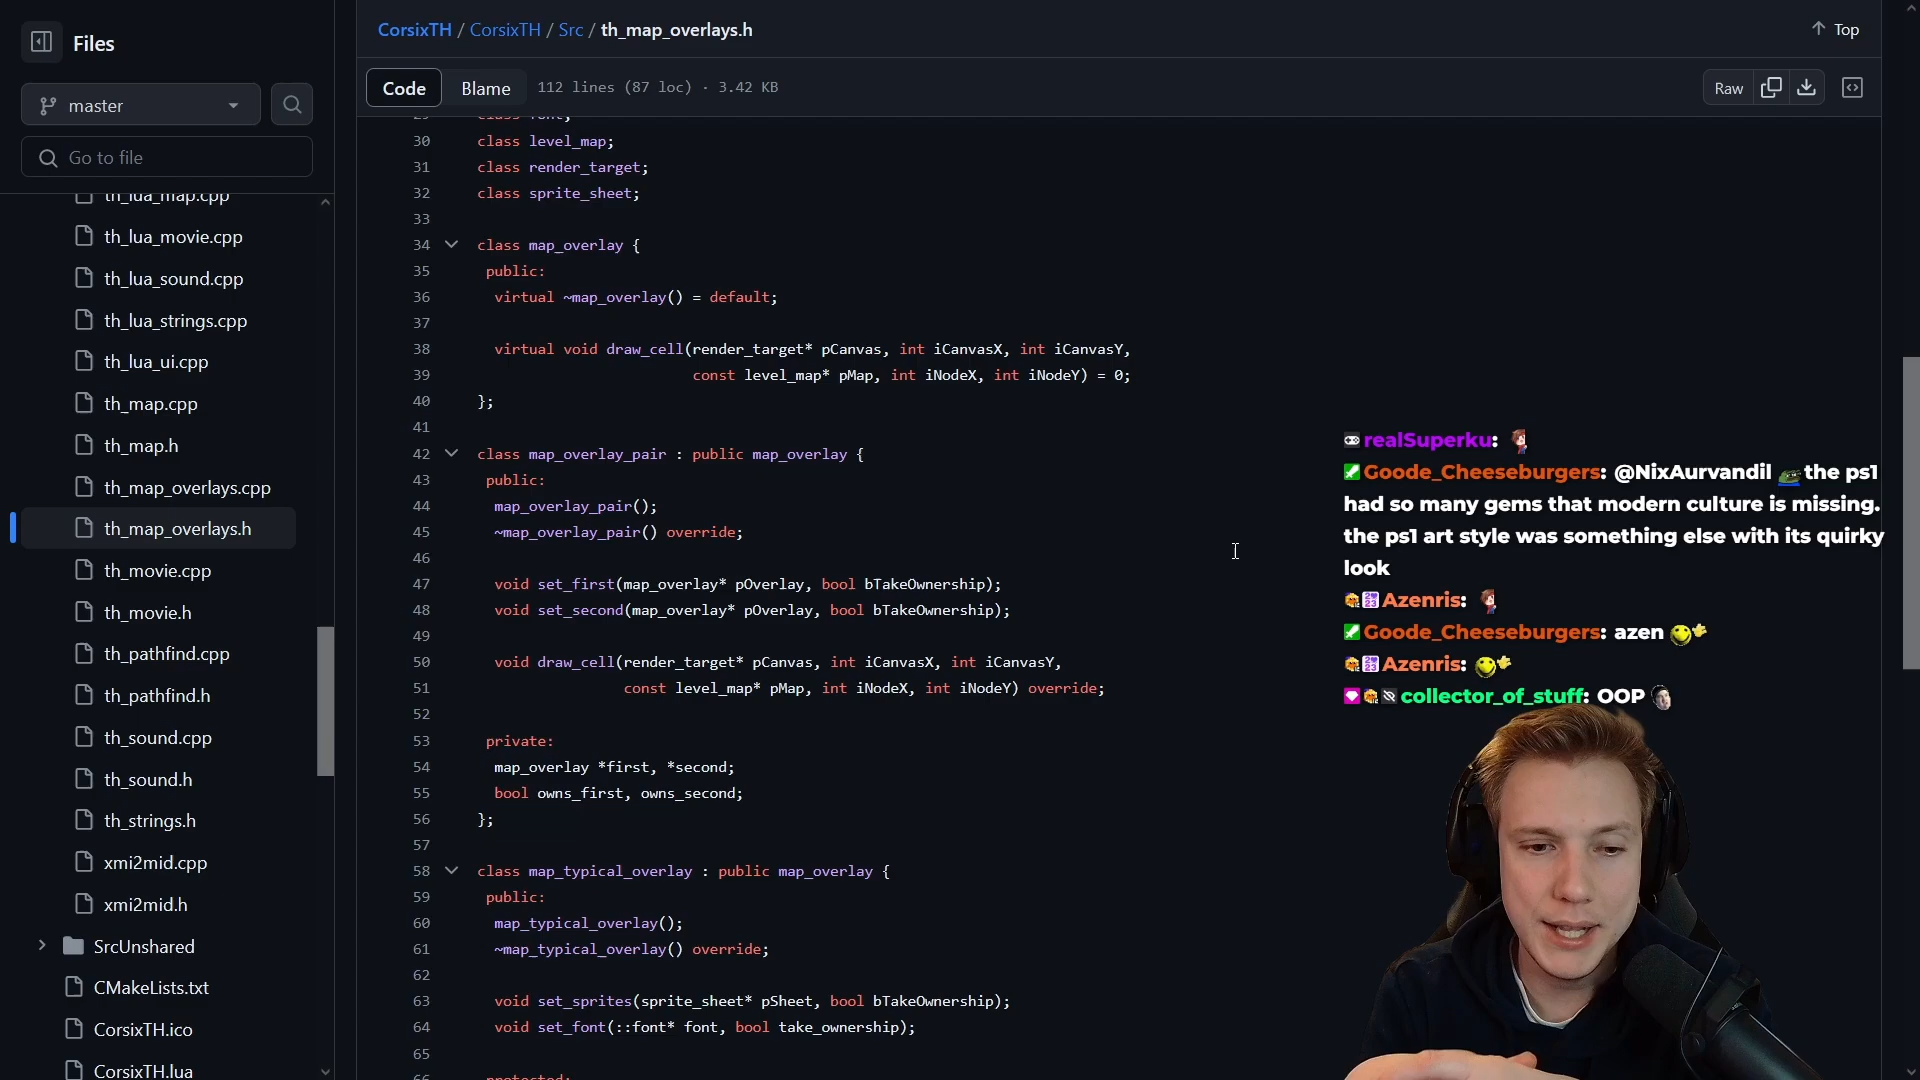 Files
master
Go to file
th_lua_map.cpp
th_lua_movie.cpp
th_lua_sound.cpp
th_lua_strings.cpp
th_lua_ui.cpp
th_map.cpp
th_map.h
th_map_overlays.cpp
th_map_overlays.h
th_movie.cpp
th_movie.h
th_pathfind.cpp
th_pathfind.h
th_sound.cpp
th_sound.h
th_strings.h
xmi2mid.cpp
xmi2mid.h
SrcUnshared
CMakeLists.txt
CorsixTH.ico
CorsixTH.lua
CorsixTH / CorsixTH / Src / th_map_overlays.h
Top
Code Blame 112 lines (87 loc) · 3.42 KB
Raw
29 class font;
30 class level_map;
31 class render_target;
32 class sprite_sheet;
33
34 class map_overlay {
35 public:
36 virtual ~map_overlay() = default;
37
38 virtual void draw_cell(render_target* pCanvas, int iCanvasX, int iCanvasY,
39 const level_map* pMap, int iNodeX, int iNodeY) = 0;
40 };
41
42 class map_overlay_pair : public map_overlay {
43 public:
44 map_overlay_pair();
45 ~map_overlay_pair() override;
46
47 void set_first(map_overlay* pOverlay, bool bTakeOwnership);
48 void set_second(map_overlay* pOverlay, bool bTakeOwnership);
49
50 void draw_cell(render_target* pCanvas, int iCanvasX, int iCanvasY,
51 const level_map* pMap, int iNodeX, int iNodeY) override;
52
53 private:
54 map_overlay *first, *second;
55 bool owns_first, owns_second;
56 };
57
58 class map_typical_overlay : public map_overlay {
59 public:
60 map_typical_overlay();
61 ~map_typical_overlay() override;
62
63 void set_sprites(sprite_sheet* pSheet, bool bTakeOwnership);
64 void set_font(::font* font, bool take_ownership);
65
66 protected:
realSuperku:
Goode_Cheeseburgers: @NixAurvandil the ps1
had so many gems that modern culture is missing.
the ps1 art style was something else with its quirky
look
Azenris:
Goode_Cheeseburgers: azen
Azenris:
collector_of_stuff: OOP